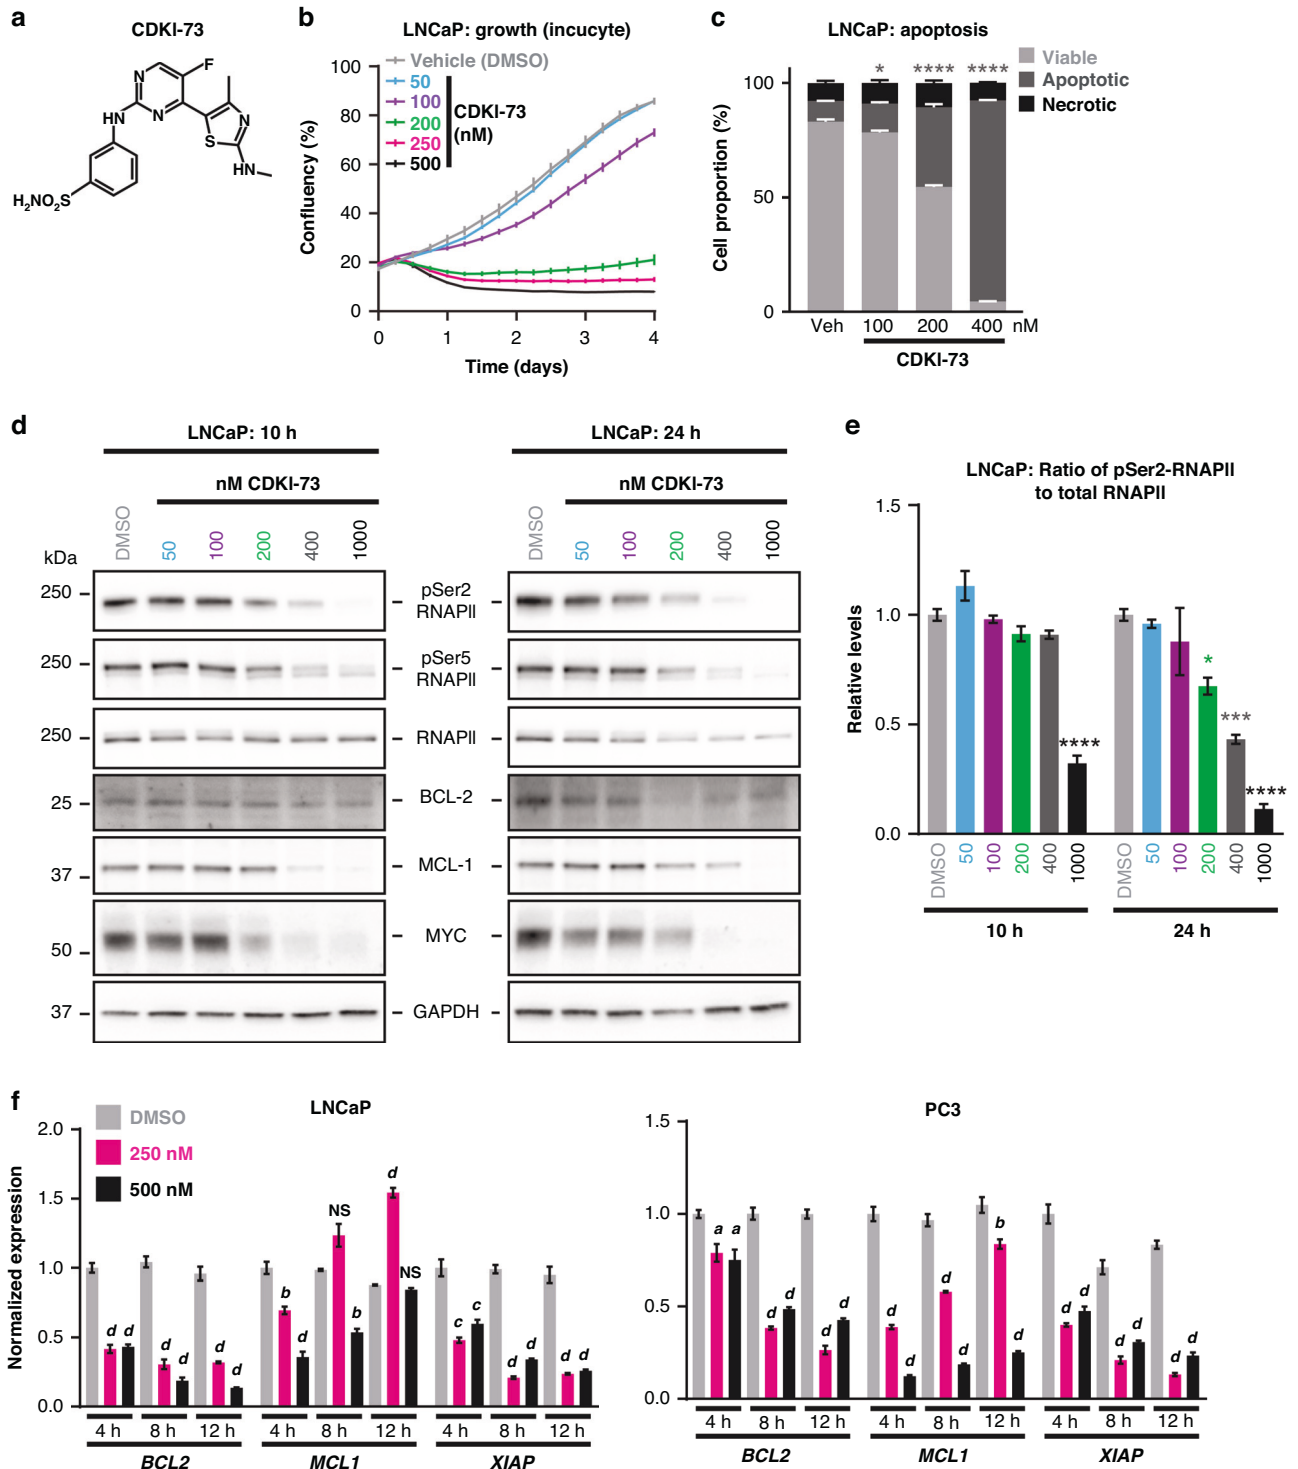 a
CDKI-73
N
F
N
HN
N
S
HN
H2NO2S
b
LNCaP: growth (incucyte)
Vehicle (DMSO)
50
100
200
250
500
CDKI-73
(nM)
Confluency (%)
100
80
60
40
20
0
0 1 2 3 4
Time (days)
c
LNCaP: apoptosis
Viable
Apoptotic
Necrotic
* **** ****
Cell proportion (%)
100
50
0
Veh 100 200 400 nM
CDKI-73
d
LNCaP: 10 h
LNCaP: 24 h
nM CDKI-73
nM CDKI-73
kDa
DMSO 50 100 200 400 1000
DMSO 50 100 200 400 1000
250
pSer2
RNAPII
250
pSer5
RNAPII
250
RNAPII
25
BCL-2
37
MCL-1
50
MYC
37
GAPDH
e
LNCaP: Ratio of pSer2-RNAPII
to total RNAPII
Relative levels
1.5
1.0
0.5
0.0
****
* *** ****
DMSO 50 100 200 400 1000
DMSO 50 100 200 400 1000
10 h
24 h
f
LNCaP
DMSO
250 nM
500 nM
Normalized expression
2.0
1.5
1.0
0.5
0.0
d d d d d d
b d NS b d NS
c c d d d d
4 h 8 h 12 h 4 h 8 h 12 h 4 h 8 h 12 h
BCL2 MCL1 XIAP
PC3
1.5
1.0
0.5
0.0
a a d d d d
d d d d b d
d d d d d d
4 h 8 h 12 h 4 h 8 h 12 h 4 h 8 h 12 h
BCL2 MCL1 XIAP